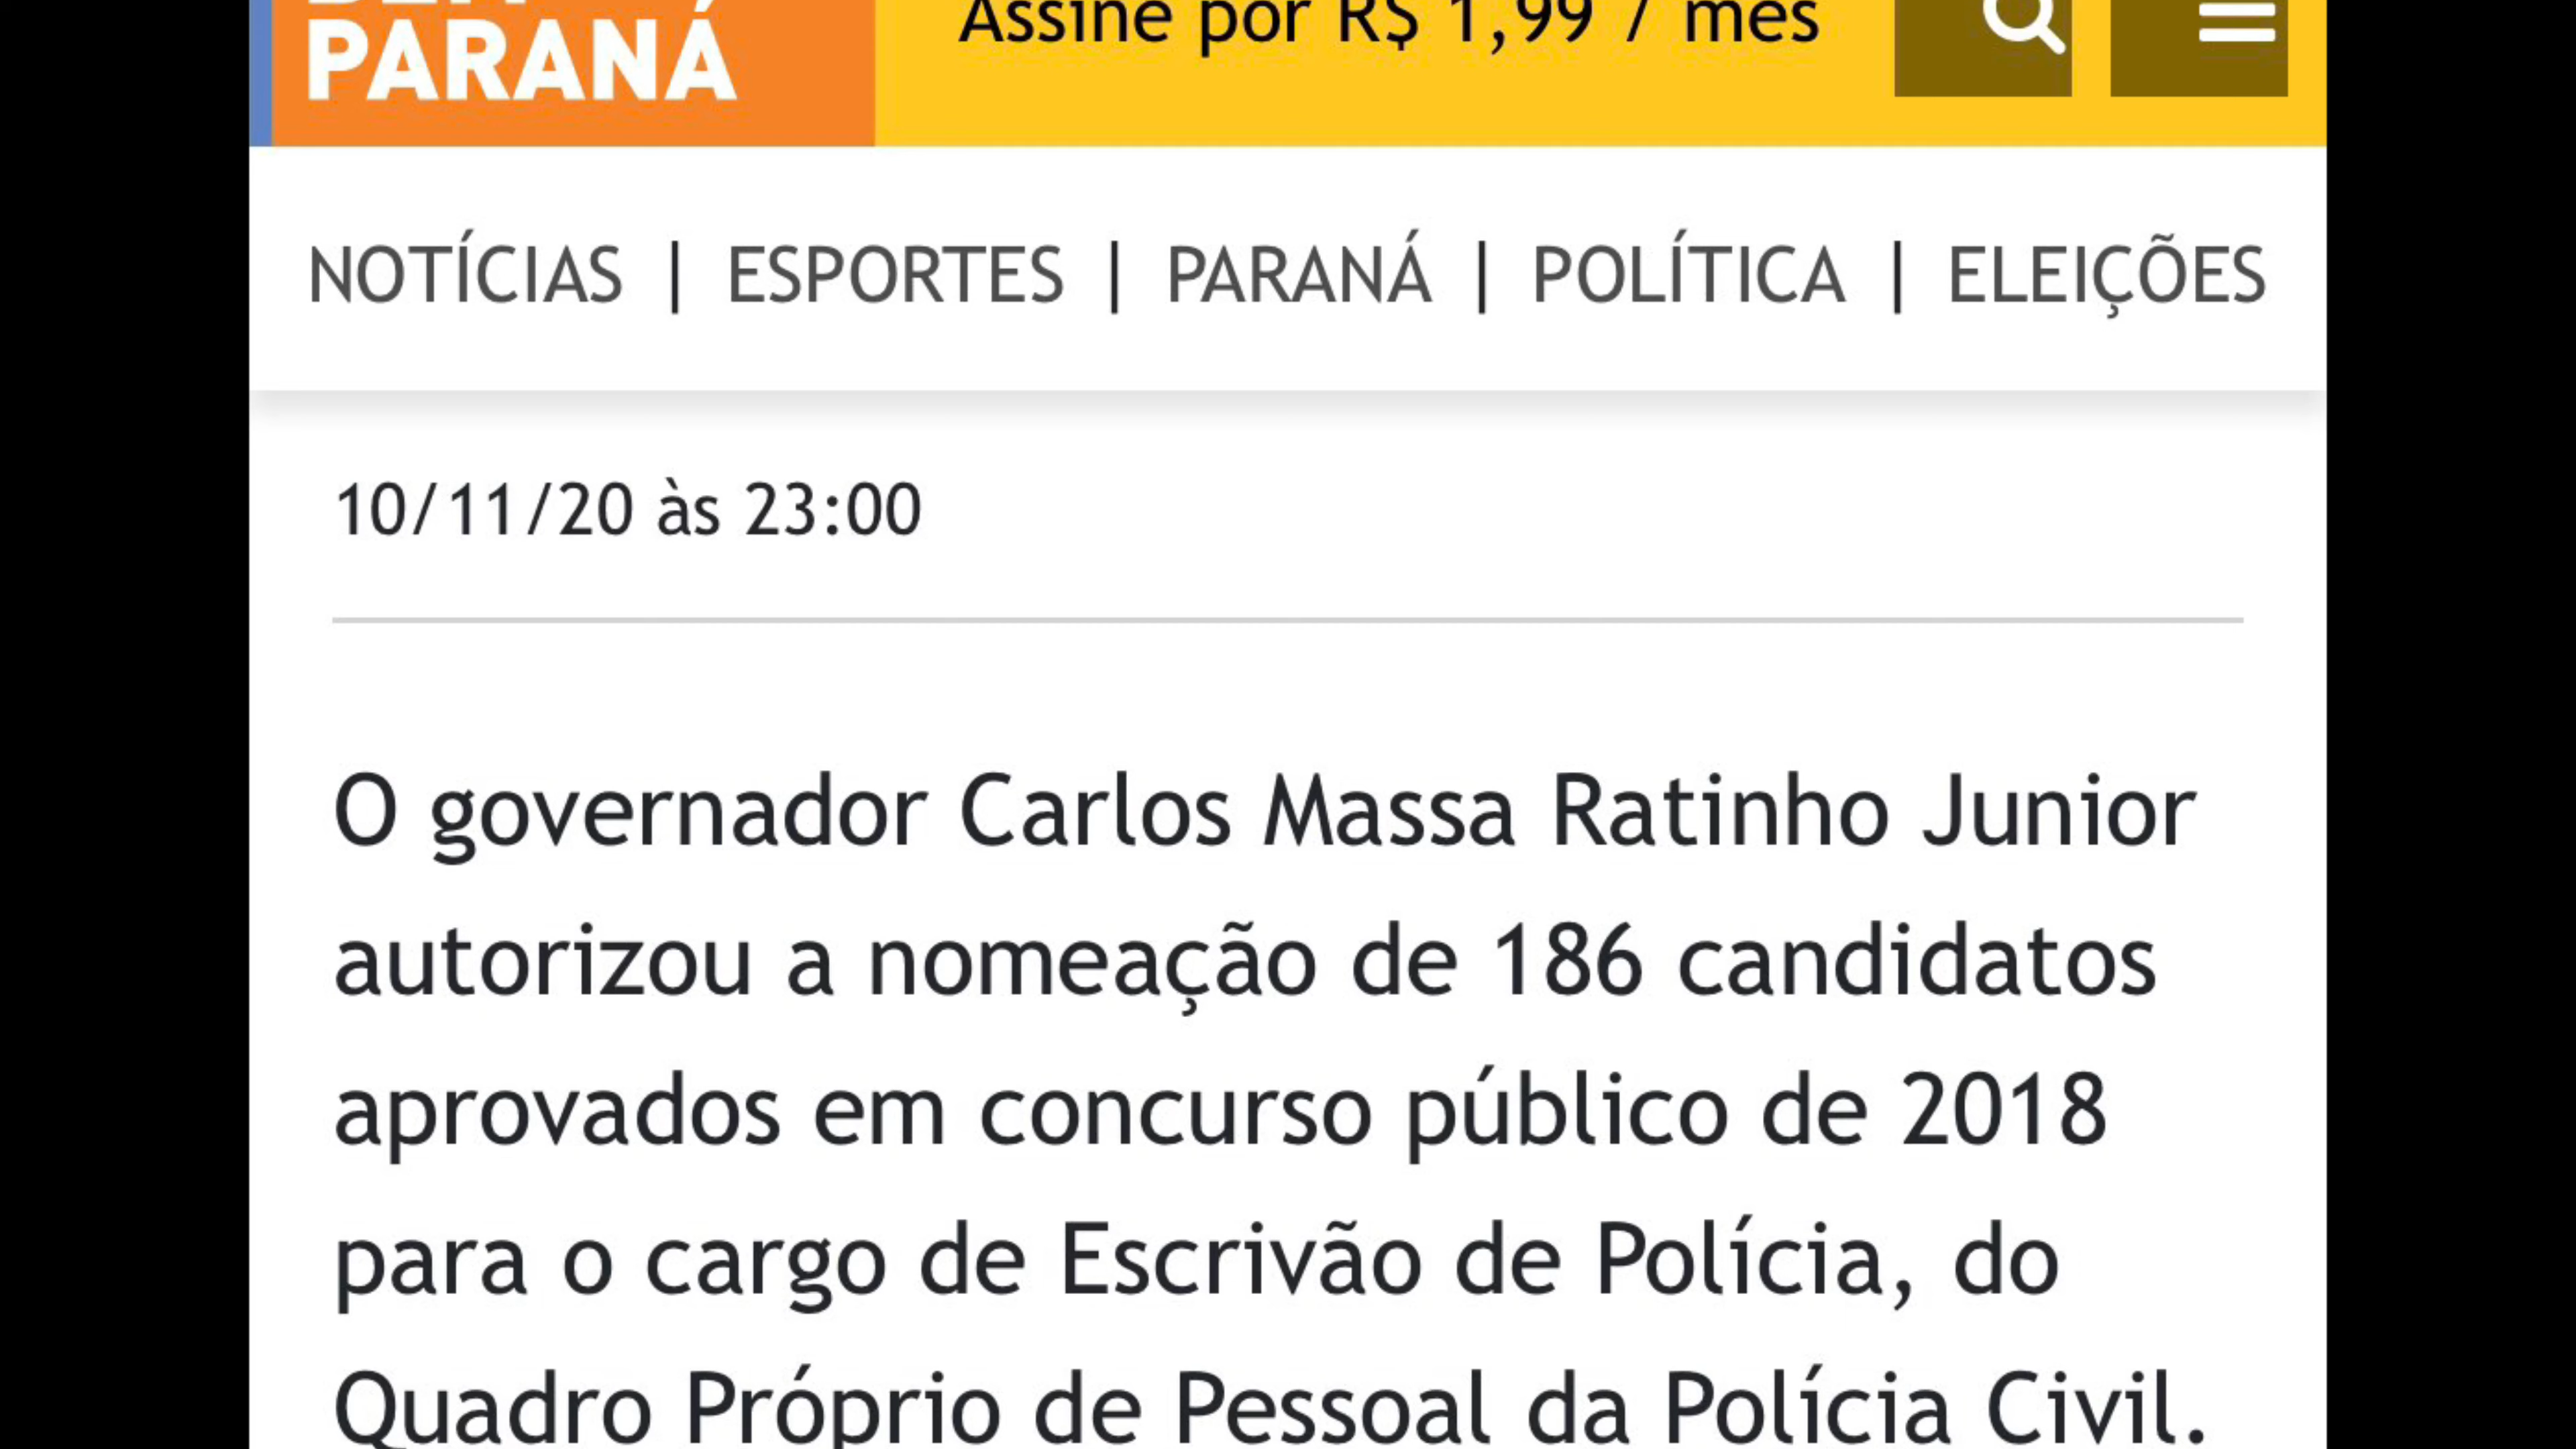 PARANÁ
Assine por R$ 1,99 / mês
NOTÍCIAS | ESPORTES | PARANÁ | POLÍTICA | ELEIÇÕES
10/11/20 às 23:00
O governador Carlos Massa Ratinho Junior
autorizou a nomeação de 186 candidatos
aprovados em concurso público de 2018
para o cargo de Escrivão de Polícia, do
Quadro Próprio de Pessoal da Polícia Civil.